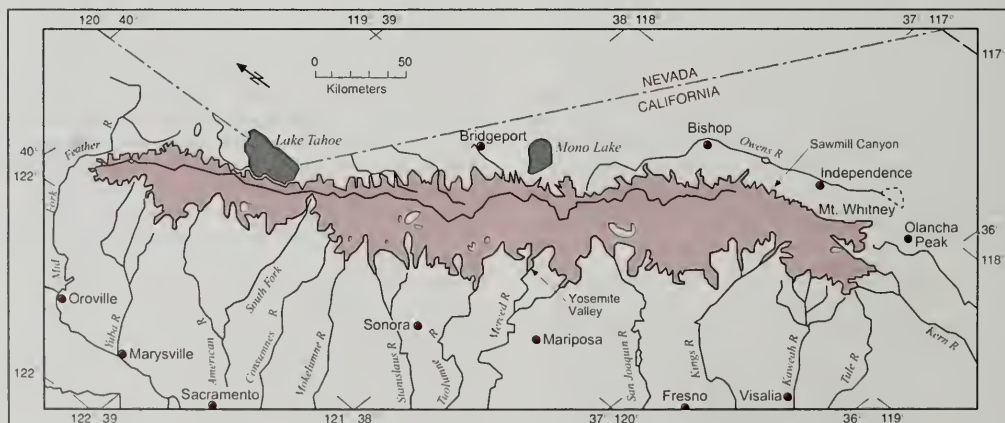 120 40°
119 39
38 118
37° 117°
117°
0 50
Kilometers
NEVADA
CALIFORNIA
Feather R
Lake Tahoe
Bridgeport
Mono Lake
Bishop
Owens R
Sawmill Canyon
40°
122°
Independence
Mt. Whitney
Olancha
Peak
36°
118°
Fork
Mid
Oroville
Yuba R
Marysville
American R
South Fork
Consumnes R
Mokelumne R
Sonora
Stanislaus R
Tuolumne R
Merced R
Yosemite
Valley
Mariposa
San Joaquin R
Kings R
Kaweah R
Tule R
Kern R
122°
Sacramento
Fresno
Visalia
122 39
121 38
37° 120°
36° 119°